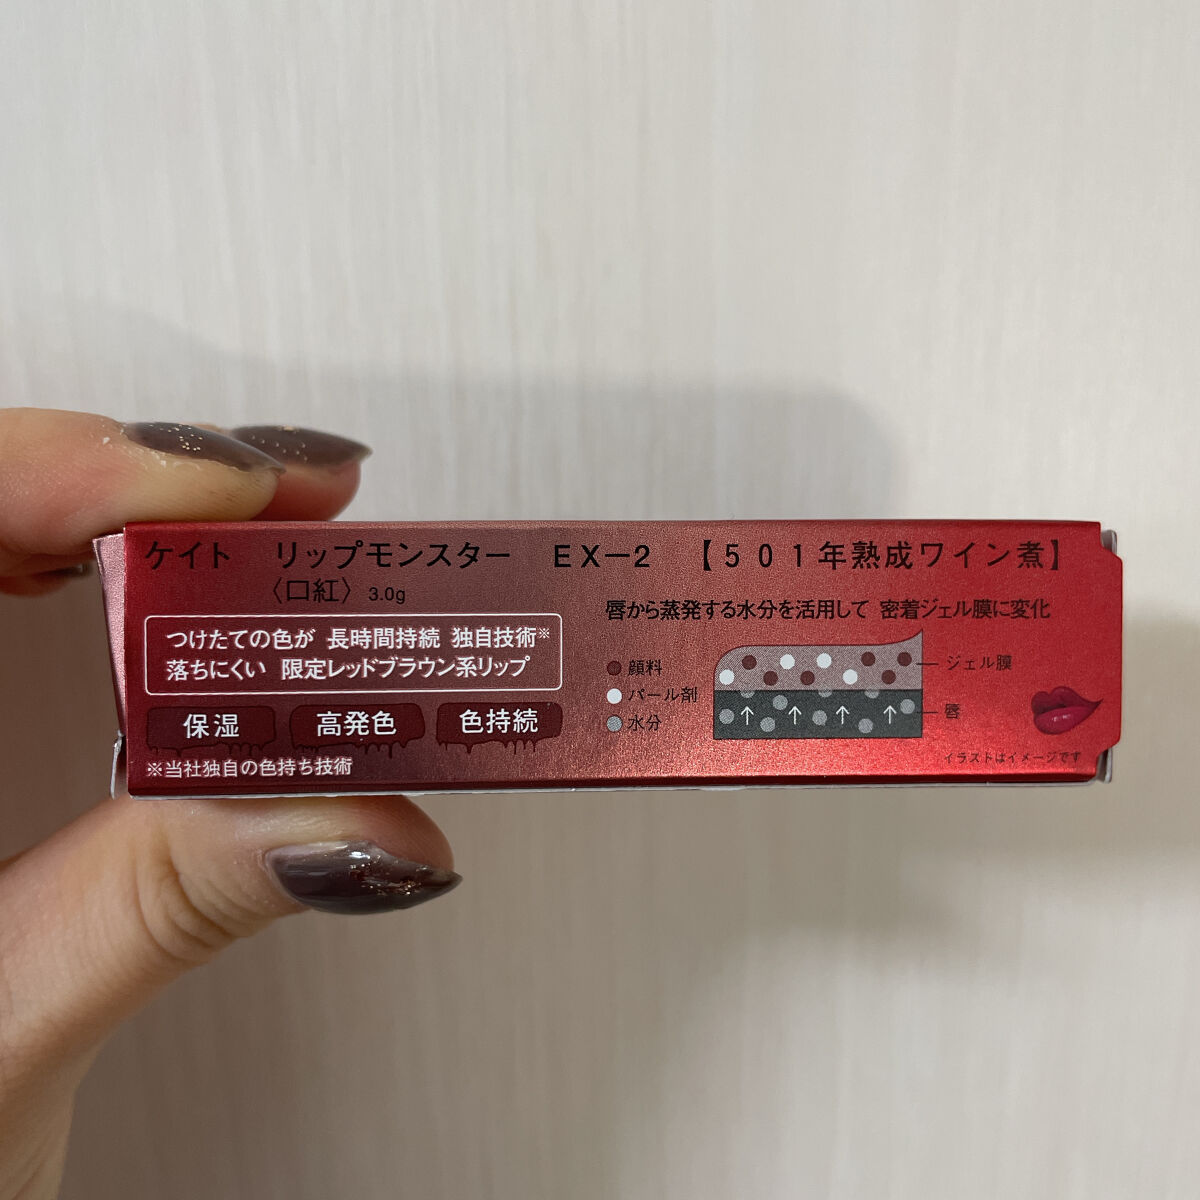 ケイト　リップモンスター　EX－2　【501年熟成ワイン煮】
〈口紅〉3.0g
つけたての色が 長時間持続 独自技術※
落ちにくい 限定レッドブラウン系リップ
保湿
高発色
色持続
※当社独自の色持ち技術
唇から蒸発する水分を活用して 密着ジェル膜に変化
顔料
パール剤
水分
ジェル膜
唇
イラストはイメージです